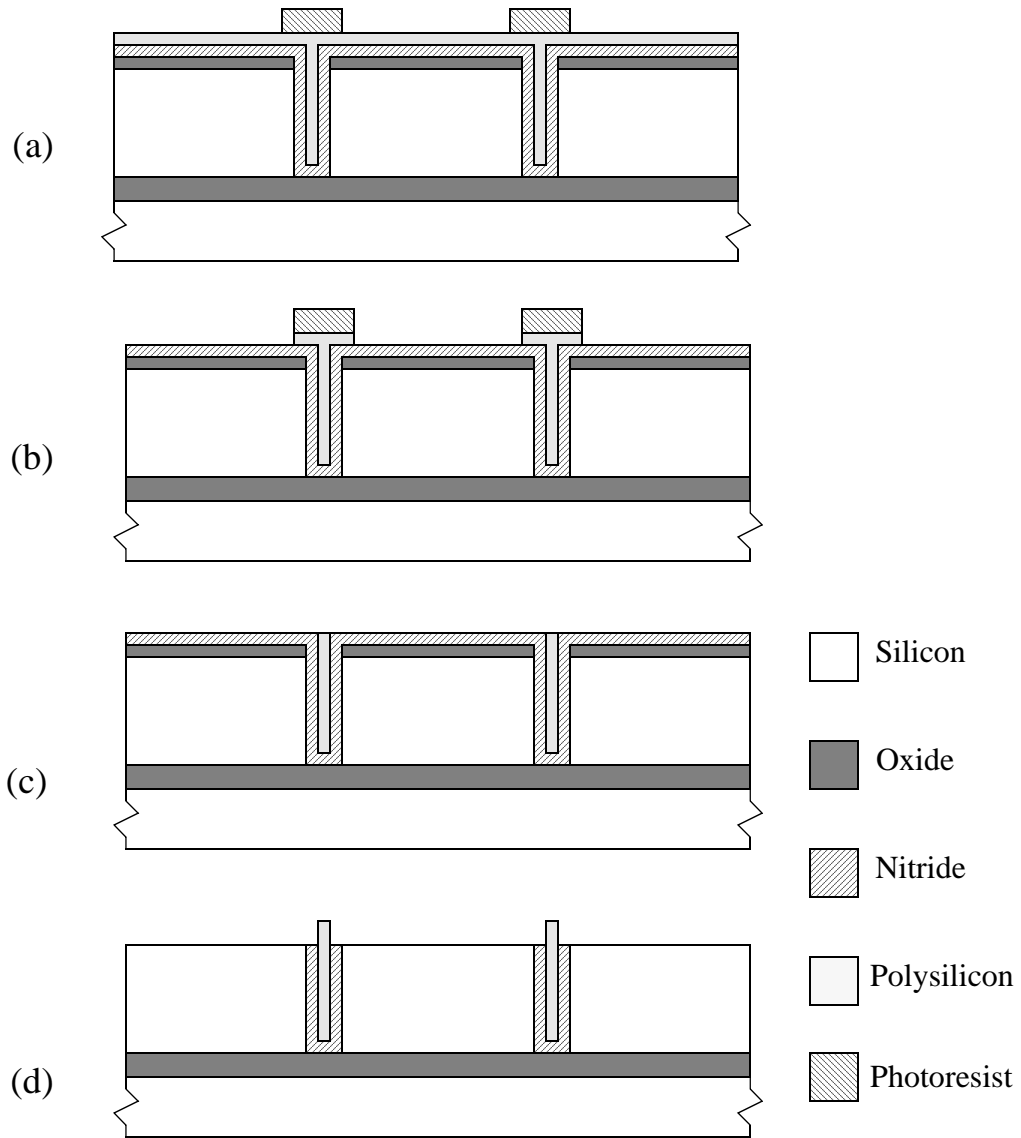 (a)
(b)
(c)
(d)
Silicon
Oxide
Nitride
Polysilicon
Photoresist